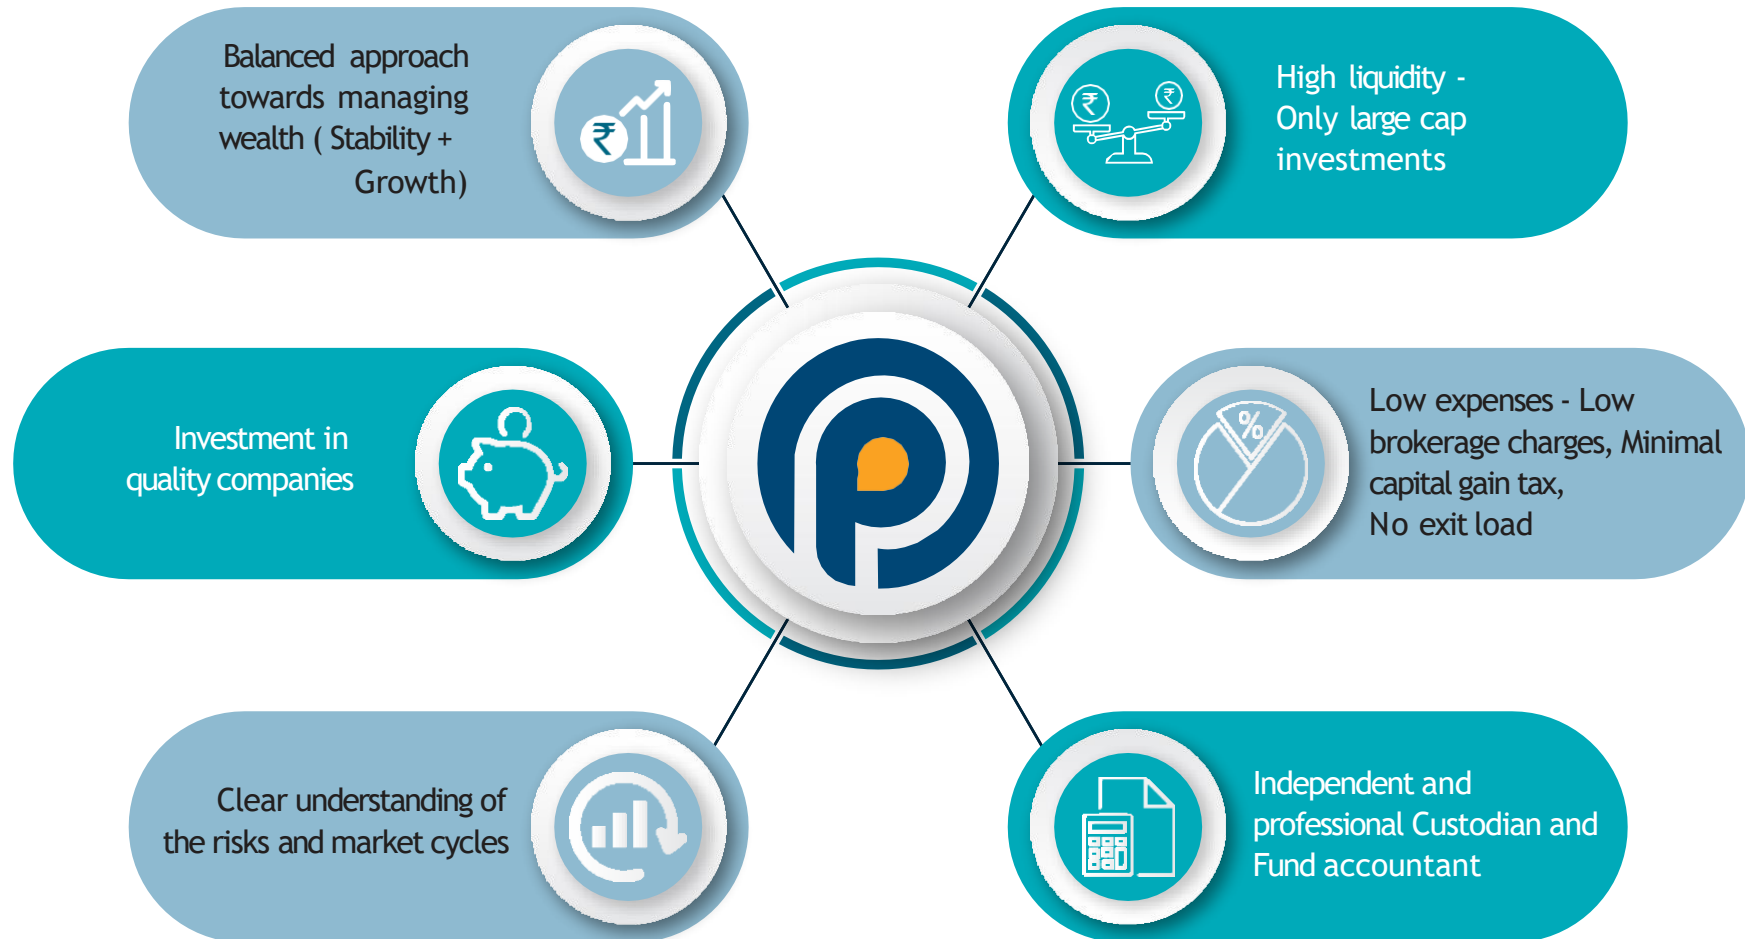 Balanced approach
towards managing
wealth ( Stability +
Growth)
₹
High liquidity -
Only large cap
investments
₹
₹
Investment in
quality companies
Low expenses - Low
brokerage charges, Minimal
capital gain tax,
No exit load
%
Clear understanding of
the risks and market cycles
Independent and
professional Custodian and
Fund accountant